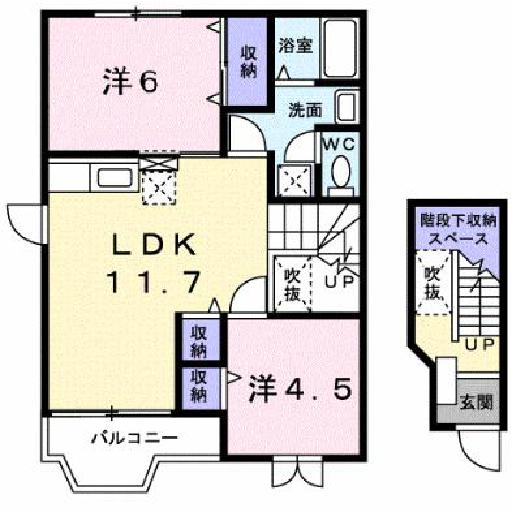 洋6
収納
浴室
洗面
WC
LDK
11.7
吹抜
UP
収納
収納
洋4.5
バルコニー
階段下収納
スペース
吹抜
UP
玄関